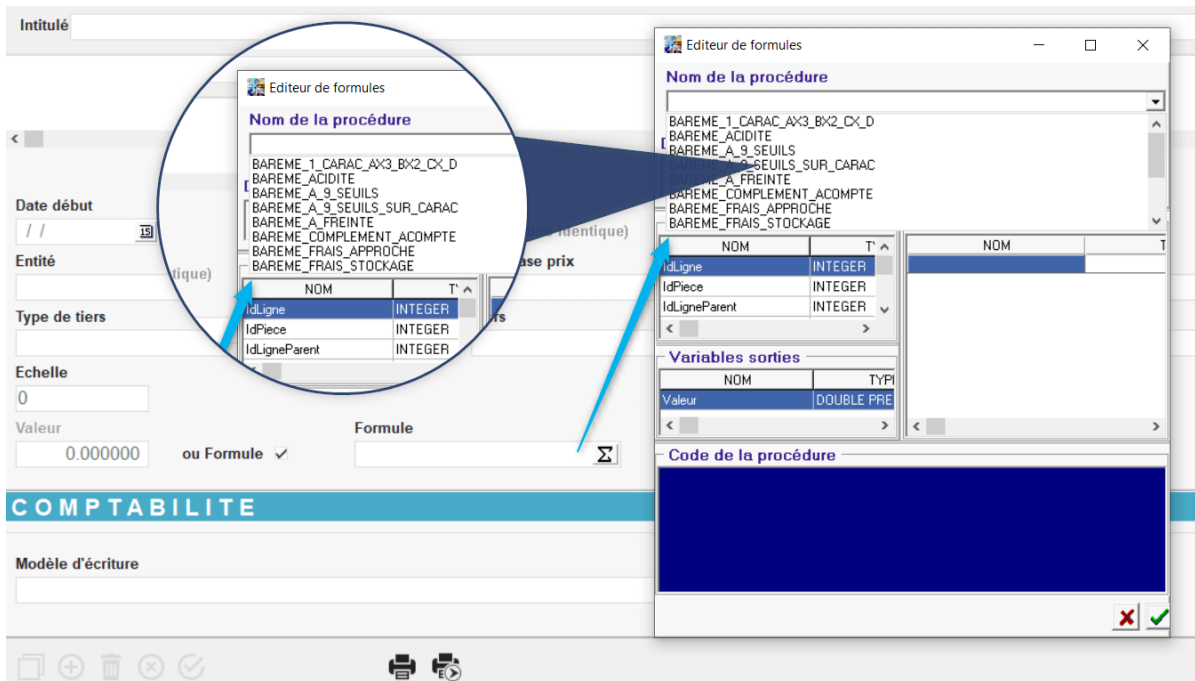 Intitulé
Date début
/ /
15
Entité
tique)
identique)
ase prix
Type de tiers
rs
Echelle
0
Valeur
0.000000
ou Formule
Formule
COMPTABILITE
Modèle d'écriture
Editeur de formules
Nom de la procédure
BAREME_1_CARAC_AX3_BX2_CX_D
BAREME_ACIDITE
BAREME_A_9_SEUILS
BAREME_A_9_SEUILS_SUR_CARAC
BAREME_A_FREINTE
BAREME_COMPLEMENT_ACOMPTE
BAREME_FRAIS_APPROCHE
BAREME_FRAIS_STOCKAGE
NOM T
IdLigne INTEGER
IdPiece INTEGER
IdLigneParent INTEGER
Editeur de formules
Nom de la procédure
BAREME_1_CARAC_AX3_BX2_CX_D
BAREME_ACIDITE
BAREME_A_9_SEUILS
BAREME_A_9_SEUILS_SUR_CARAC
BAREME_A_FREINTE
BAREME_COMPLEMENT_ACOMPTE
BAREME_FRAIS_APPROCHE
BAREME_FRAIS_STOCKAGE
NOM T NOM T
IdLigne INTEGER
IdPiece INTEGER
IdLigneParent INTEGER
Variables sorties
NOM TYPE
Valeur DOUBLE PRE
Code de la procédure